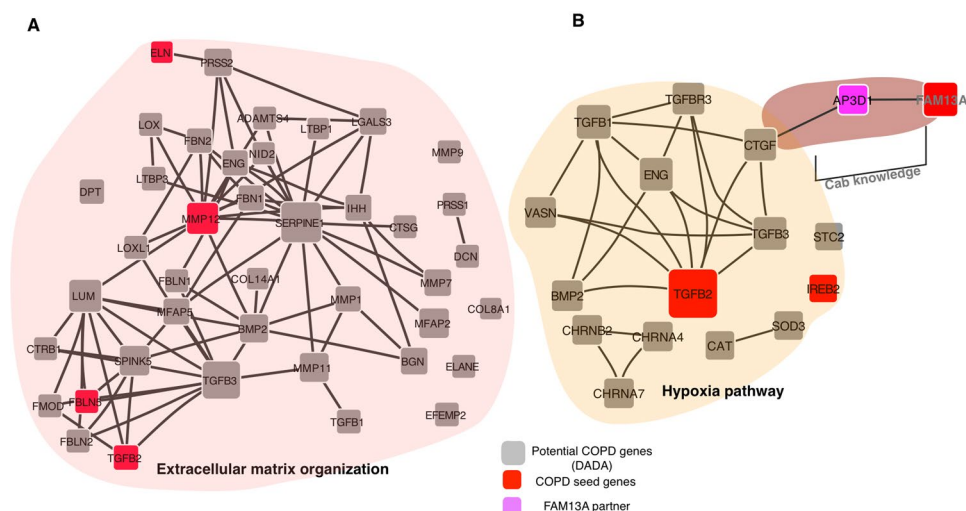 A
ELN
PRSS2
LOX
ADAMTS4
LTBP1
LGALS3
FBN2
NID2
ENG
MMP9
DPT
LTBP3
FBN1
MMP12
SERPINE1
IHH
CTSG
PRSS1
DCN
LOXL1
FBLN1
COL14A1
MMP7
LUM
MFAP5
BMP2
MMP1
MFAP2
COL8A1
CTRB1
SPINK5
TGFB3
MMP11
BGN
ELANE
FMOD
FBLN5
TGFB1
EFEMP2
FBLN2
TGFB2
Extracellular matrix organization
B
TGFBR3
TGFB1
CTGF
AP3D1
FAM13A
Cab knowledge
ENG
VASN
TGFB3
STC2
BMP2
TGFB2
IREB2
CHRNB2
CHRNA4
CAT
SOD3
CHRNA7
Hypoxia pathway
Potential COPD genes
(DADA)
COPD seed genes
FAM13A partner